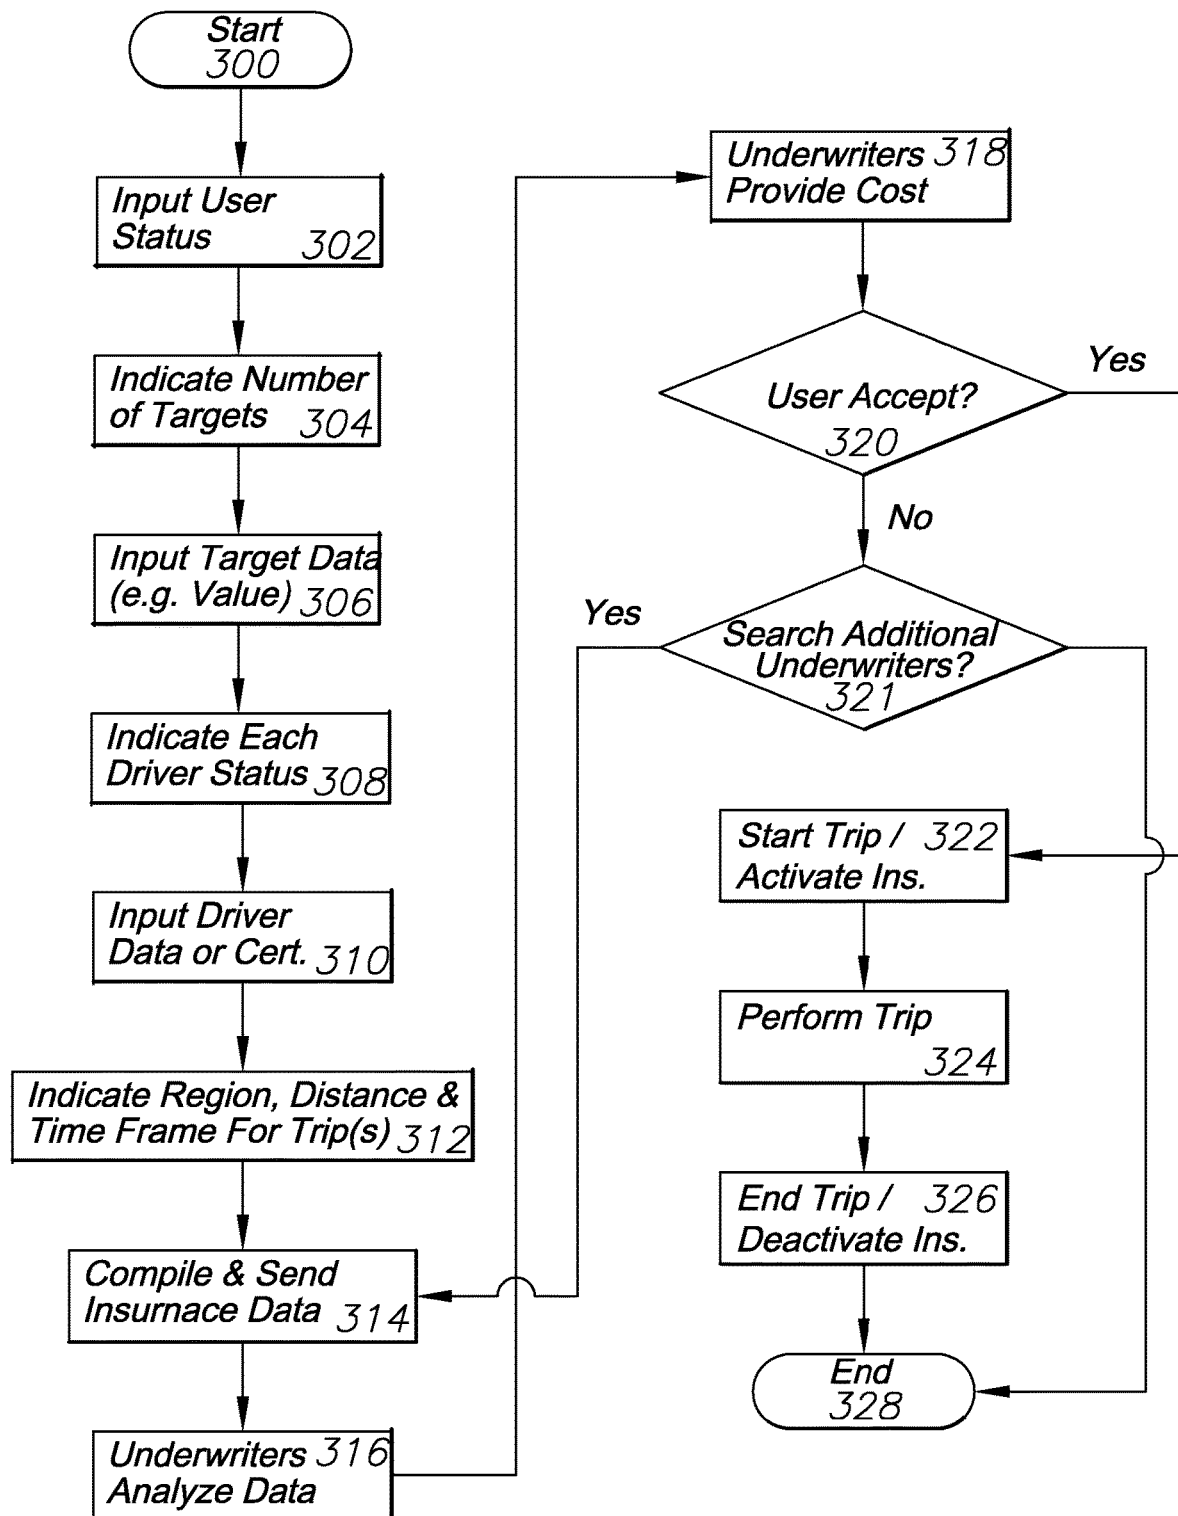 Start
300
Input User
Status 302
Indicate Number
of Targets 304
Input Target Data
(e.g. Value) 306
Indicate Each
Driver Status 308
Input Driver
Data or Cert. 310
Indicate Region, Distance &
Time Frame For Trip(s) 312
Compile & Send
Insurnace Data 314
Underwriters 316
Analyze Data
Underwriters 318
Provide Cost
User Accept?
320
Yes
No
Search Additional
Underwriters?
321
Yes
Start Trip / 322
Activate Ins.
Perform Trip
324
End Trip / 326
Deactivate Ins.
End
328